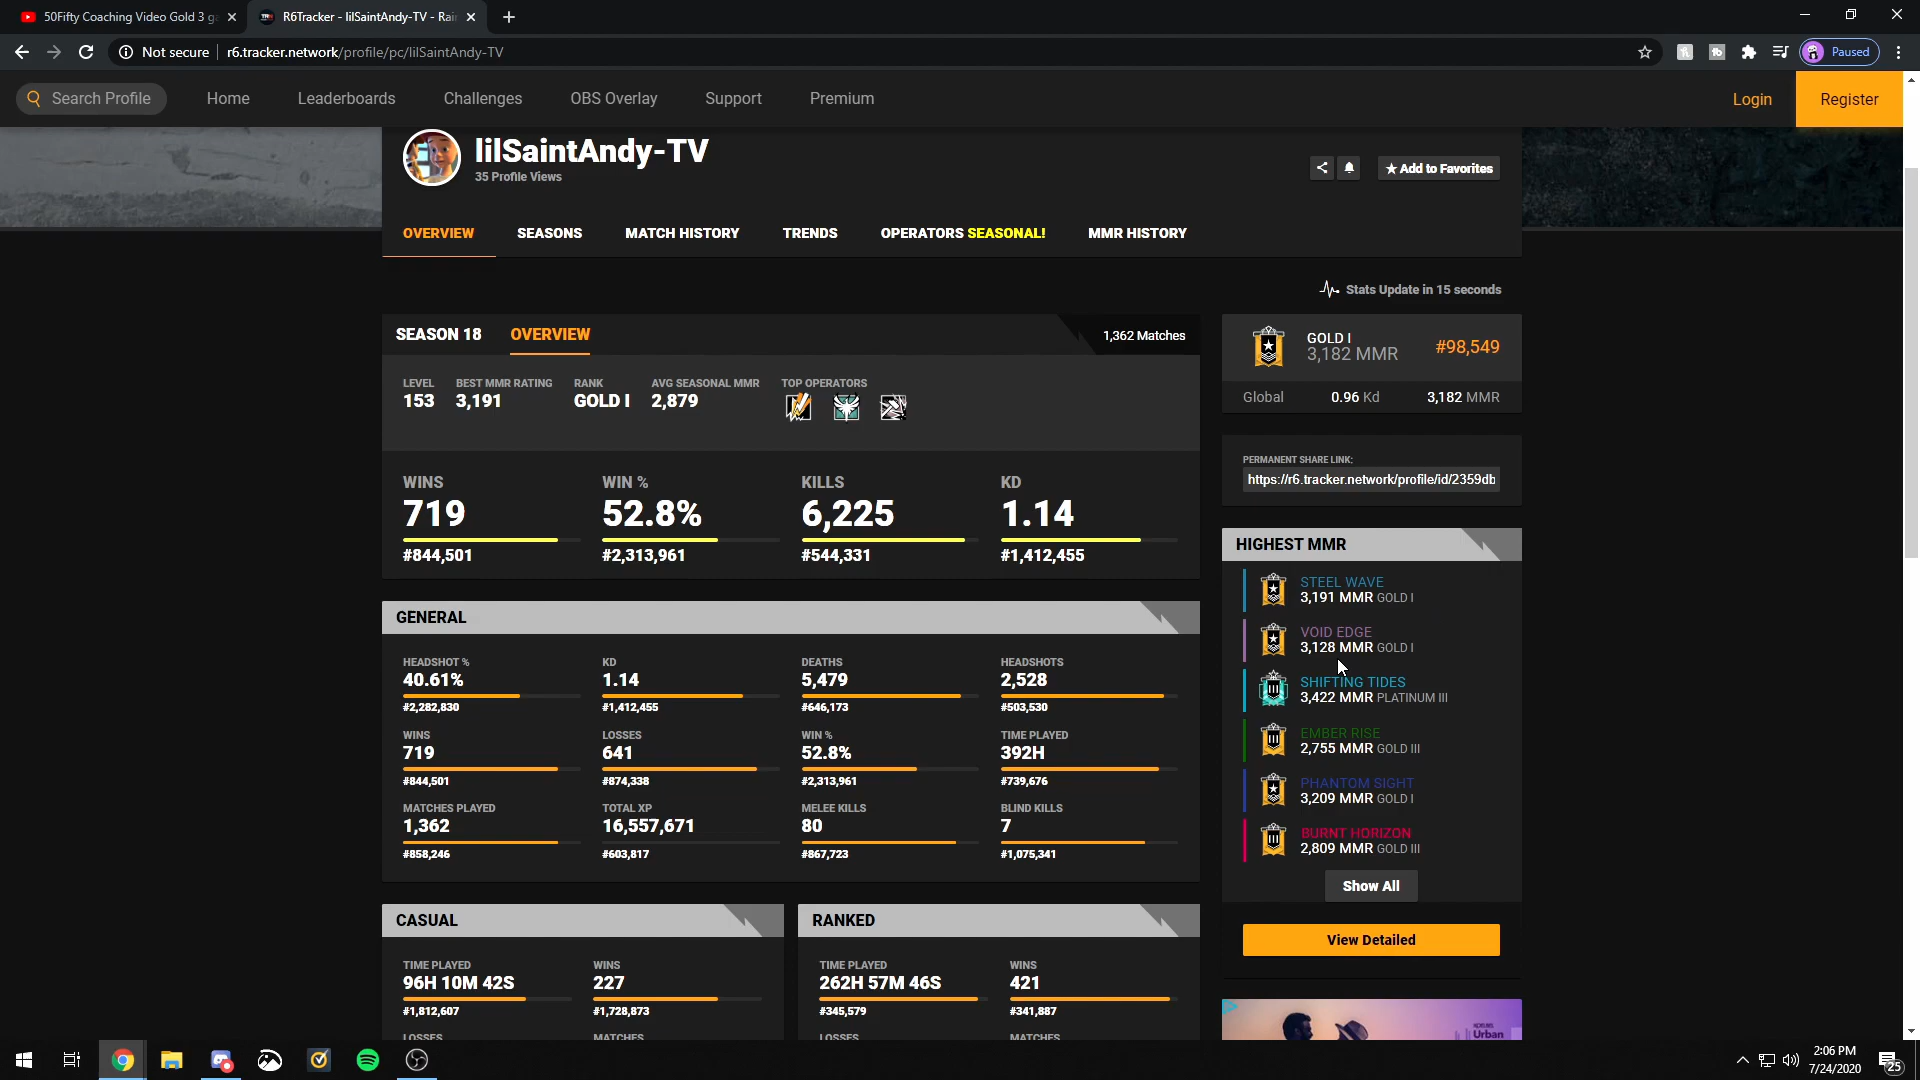 50Fifty Coaching Video Gold 3 ga
R6Tracker - lilSaintAndy-TV - Rai
Not secure
r6.tracker.network/profile/pc/lilSaintAndy-TV
Paused
Search Profile
Home
Leaderboards
Challenges
OBS Overlay
Support
Premium
Login
Register
lilSaintAndy-TV
35 Profile Views
★ Add to Favorites
OVERVIEW
SEASONS
MATCH HISTORY
TRENDS
OPERATORS SEASONAL!
MMR HISTORY
Stats Update in 15 seconds
SEASON 18
OVERVIEW
1,362 Matches
LEVEL
153
BEST MMR RATING
3,191
RANK
GOLD I
AVG SEASONAL MMR
2,879
TOP OPERATORS
WINS
719
#844,501
WIN %
52.8%
#2,313,961
KILLS
6,225
#544,331
KD
1.14
#1,412,455
GENERAL
HEADSHOT %
40.61%
#2,282,830
KD
1.14
#1,412,455
DEATHS
5,479
#646,173
HEADSHOTS
2,528
#503,530
WINS
719
#844,501
LOSSES
641
#874,338
WIN %
52.8%
#2,313,961
TIME PLAYED
392H
#739,676
MATCHES PLAYED
1,362
#858,246
TOTAL XP
16,557,671
#603,817
MELEE KILLS
80
#867,723
BLIND KILLS
7
#1,075,341
CASUAL
TIME PLAYED
96H 10M 42S
#1,812,607
WINS
227
#1,728,873
LOSSES
MATCHES
RANKED
TIME PLAYED
262H 57M 46S
#345,579
WINS
421
#341,887
LOSSES
MATCHES
GOLD I
3,182 MMR
#98,549
Global
0.96 Kd
3,182 MMR
PERMANENT SHARE LINK:
https://r6.tracker.network/profile/id/2359db
HIGHEST MMR
STEEL WAVE
3,191 MMR GOLD I
VOID EDGE
3,128 MMR GOLD I
SHIFTING TIDES
3,422 MMR PLATINUM III
EMBER RISE
2,755 MMR GOLD III
PHANTOM SIGHT
3,209 MMR GOLD I
BURNT HORIZON
2,809 MMR GOLD III
Show All
View Detailed
Urban
2:06 PM
7/24/2020
25